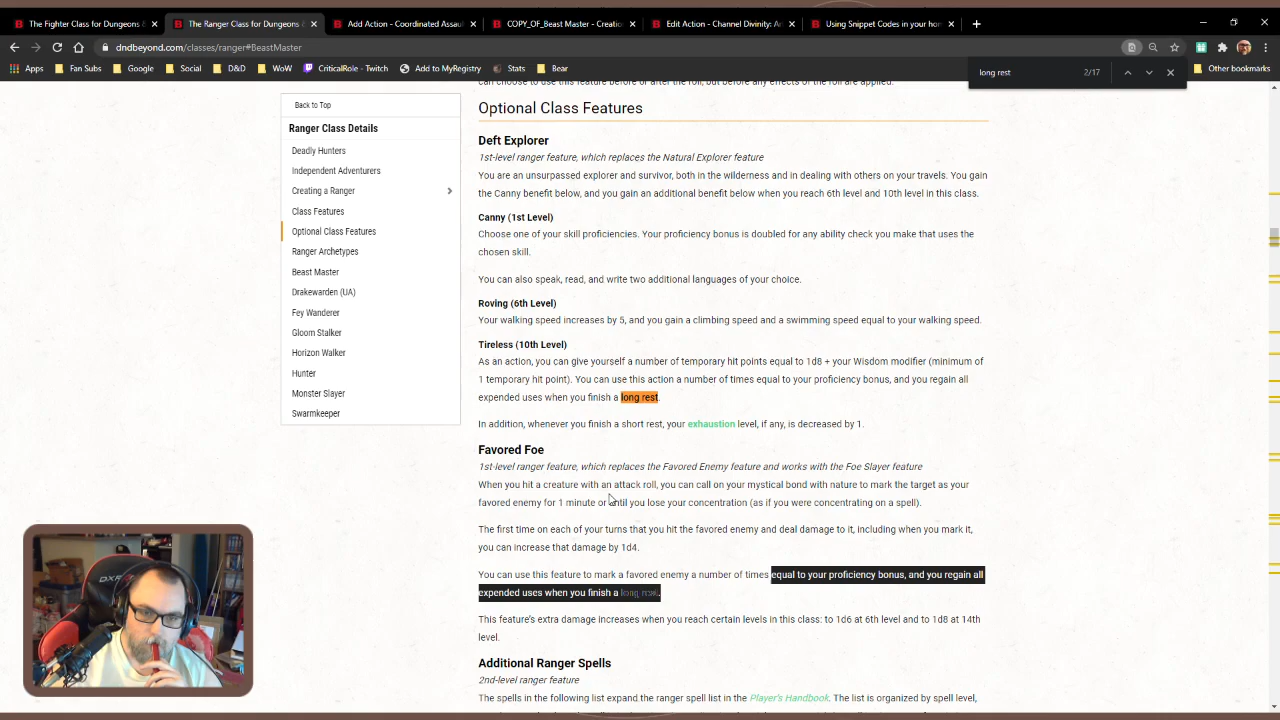 The Fighter Class for Dungeons &
The Ranger Class for Dungeons &
Add Action - Coordinated Assau
COPY_OF_Beast Master - Creatio
Edit Action - Channel Divinity: A
Using Snippet Codes in your hor
dndbeyond.com/classes/ranger#BeastMaster
Apps
Fan Subs
Google
Social
D&D
WoW
CriticalRole - Twitch
Add to MyRegistry
Stats
Bear
Other bookmarks
long rest
2/17
can choose to use this feature before or after the roll, but before any effects of the roll are applied.
Back to Top
Ranger Class Details
Deadly Hunters
Independent Adventurers
Creating a Ranger
Class Features
Optional Class Features
Ranger Archetypes
Beast Master
Drakewarden (UA)
Fey Wanderer
Gloom Stalker
Horizon Walker
Hunter
Monster Slayer
Swarmkeeper
Optional Class Features
Deft Explorer
1st-level ranger feature, which replaces the Natural Explorer feature
You are an unsurpassed explorer and survivor, both in the wilderness and in dealing with others on your travels. You gain
the Canny benefit below, and you gain an additional benefit below when you reach 6th level and 10th level in this class.
Canny (1st Level)
Choose one of your skill proficiencies. Your proficiency bonus is doubled for any ability check you make that uses the
chosen skill.
You can also speak, read, and write two additional languages of your choice.
Roving (6th Level)
Your walking speed increases by 5, and you gain a climbing speed and a swimming speed equal to your walking speed.
Tireless (10th Level)
As an action, you can give yourself a number of temporary hit points equal to 1d8 + your Wisdom modifier (minimum of
1 temporary hit point). You can use this action a number of times equal to your proficiency bonus, and you regain all
expended uses when you finish a long rest.
In addition, whenever you finish a short rest, your exhaustion level, if any, is decreased by 1.
Favored Foe
1st-level ranger feature, which replaces the Favored Enemy feature and works with the Foe Slayer feature
When you hit a creature with an attack roll, you can call on your mystical bond with nature to mark the target as your
favored enemy for 1 minute or until you lose your concentration (as if you were concentrating on a spell).
The first time on each of your turns that you hit the favored enemy and deal damage to it, including when you mark it,
you can increase that damage by 1d4.
You can use this feature to mark a favored enemy a number of times equal to your proficiency bonus, and you regain all
expended uses when you finish a long rest.
This feature's extra damage increases when you reach certain levels in this class: to 1d6 at 6th level and to 1d8 at 14th
level.
Additional Ranger Spells
2nd-level ranger feature
The spells in the following list expand the ranger spell list in the Player's Handbook. The list is organized by spell level,